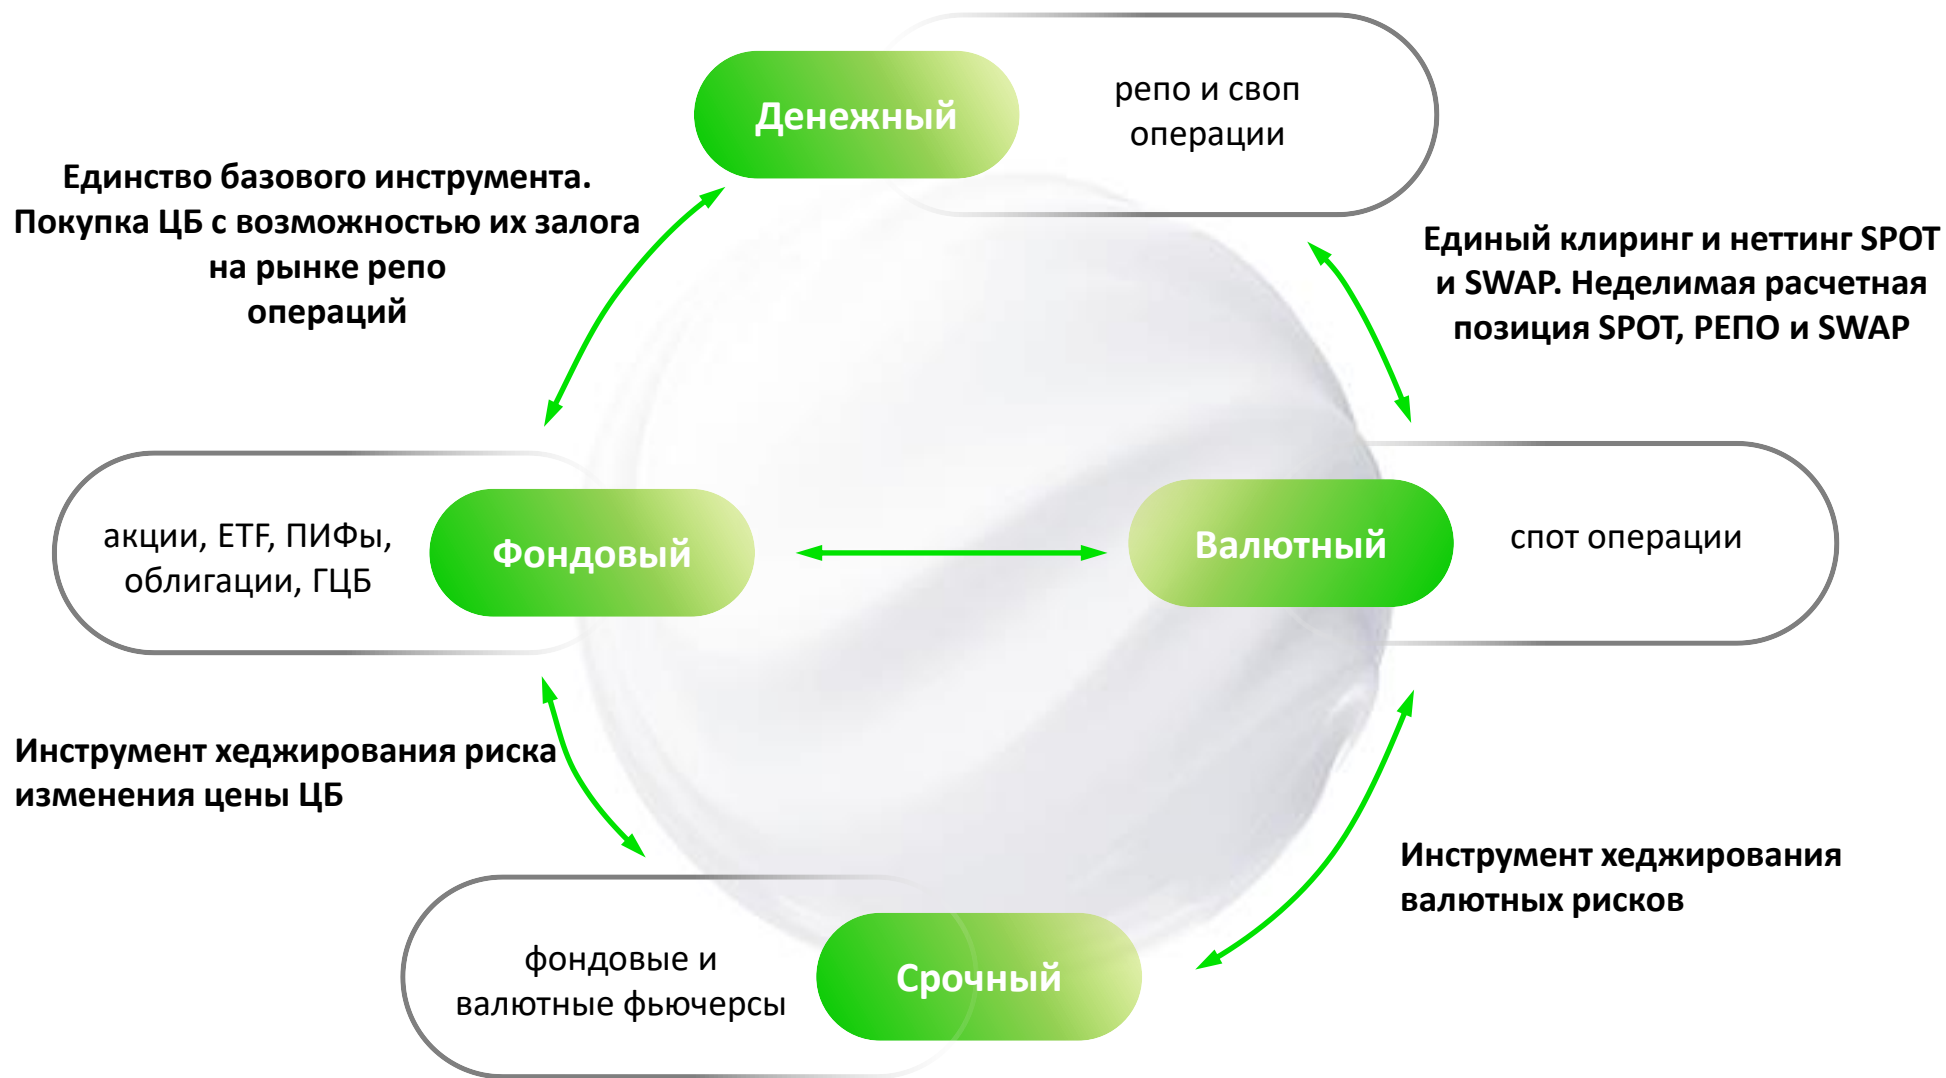 Денежный
репо и своп
операции
Единство базового инструмента.
Покупка ЦБ с возможностью их залога
на рынке репо
операций
Единый клиринг и неттинг SPOT
и SWAP. Неделимая расчетная
позиция SPOT, РЕПО и SWAP
акции, ETF, ПИФы,
облигации, ГЦБ
Фондовый
Валютный
спот операции
Инструмент хеджирования риска
изменения цены ЦБ
Инструмент хеджирования
валютных рисков
фондовые и
валютные фьючерсы
Срочный